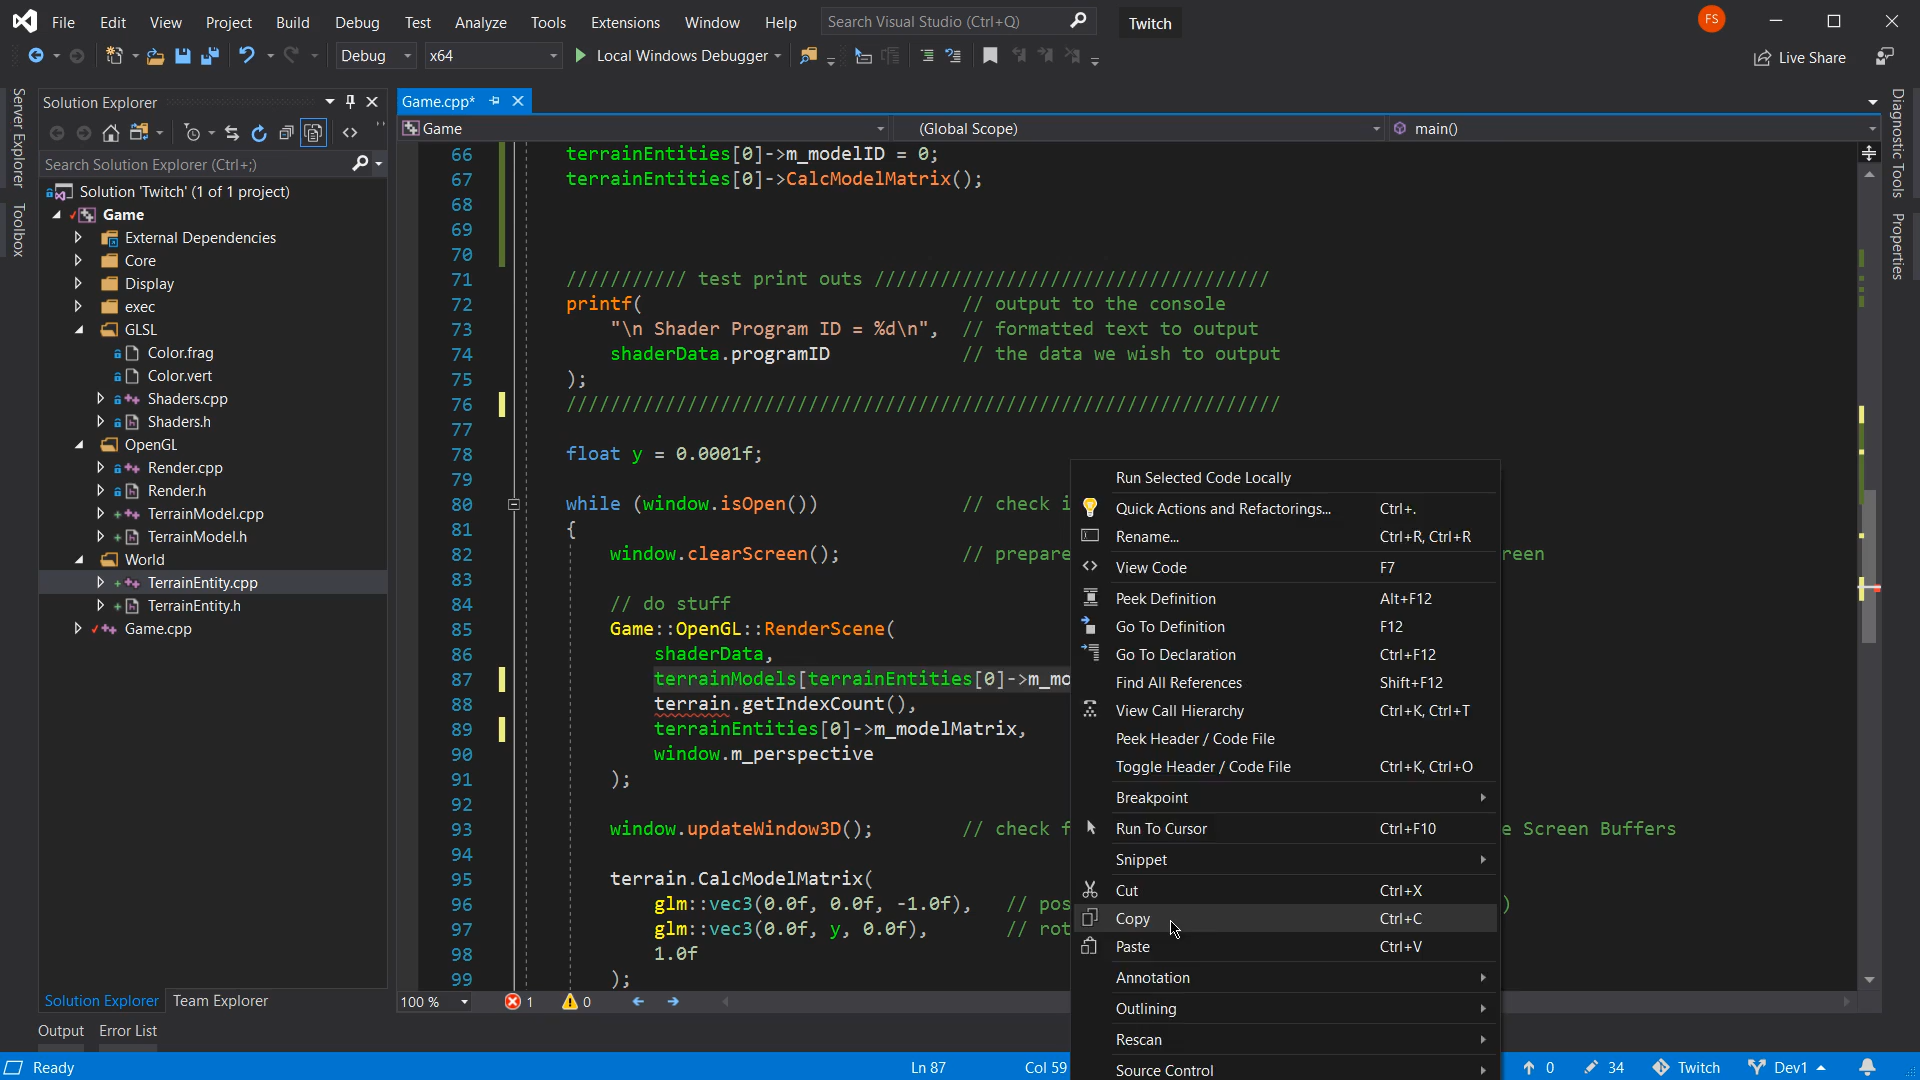 File Edit View Project Build Debug Test Analyze Tools Extensions Window Help Search Visual Studio (Ctrl+Q) Twitch FS
Debug x64 Local Windows Debugger Live Share
Server Explorer
Toolbox
Solution Explorer
Search Solution Explorer (Ctrl+;)
Solution 'Twitch' (1 of 1 project)
Game
External Dependencies
Core
Display
exec
GLSL
Color.frag
Color.vert
Shaders.cpp
Shaders.h
OpenGL
Render.cpp
Render.h
TerrainModel.cpp
TerrainModel.h
World
TerrainEntity.cpp
TerrainEntity.h
Game.cpp
Solution Explorer Team Explorer
Output Error List
Game.cpp*
Game (Global Scope) main()
66 terrainEntities[0]->m_modelID = 0;
67 terrainEntities[0]->CalcModelMatrix();
68
69
70
71 /////////// test print outs ////////////////////////////////////
72 printf( // output to the console
73 "\n Shader Program ID = %d\n", // formatted text to output
74 shaderData.programID // the data we wish to output
75 );
76 /////////////////////////////////////////////////////////////////
77
78 float y = 0.0001f;
79
80 while (window.isOpen()) // check i
81 {
82 window.clearScreen(); // prepare reen
83
84 // do stuff
85 Game::OpenGL::RenderScene(
86 shaderData,
87 terrainModels[terrainEntities[0]->m_mo
88 terrain.getIndexCount(),
89 terrainEntities[0]->m_modelMatrix,
90 window.m_perspective
91 );
92
93 window.updateWindow3D(); // check f e Screen Buffers
94
95 terrain.CalcModelMatrix(
96 glm::vec3(0.0f, 0.0f, -1.0f), // pos )
97 glm::vec3(0.0f, y, 0.0f), // rot
98 1.0f
99 );
100 % 1 0
Run Selected Code Locally
Quick Actions and Refactorings... Ctrl+.
Rename... Ctrl+R, Ctrl+R
View Code F7
Peek Definition Alt+F12
Go To Definition F12
Go To Declaration Ctrl+F12
Find All References Shift+F12
View Call Hierarchy Ctrl+K, Ctrl+T
Peek Header / Code File
Toggle Header / Code File Ctrl+K, Ctrl+O
Breakpoint
Run To Cursor Ctrl+F10
Snippet
Cut Ctrl+X
Copy Ctrl+C
Paste Ctrl+V
Annotation
Outlining
Rescan
Source Control
Diagnostic Tools
Properties
Ready Ln 87 Col 59 0 34 Twitch Dev1